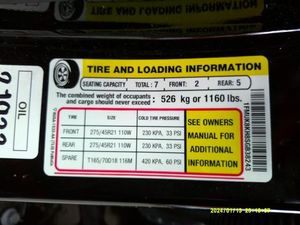 TIRE AND LOADING INFORMATION
SEATING CAPACITY TOTAL: 7 FRONT: 2 REAR: 5
The combined weight of occupants
and cargo should never exceed: 526 kg or 1160 lbs.
TIRE SIZE COLD TIRE PRESSURE
FRONT 275/45R21 110W 230 KPA, 33 PSI
REAR 275/45R21 110W 230 KPA, 33 PSI
SPARE T165/70D18 116M 420 KPA, 60 PSI
SEE OWNERS
MANUAL FOR
ADDITIONAL
INFORMATION
OIL